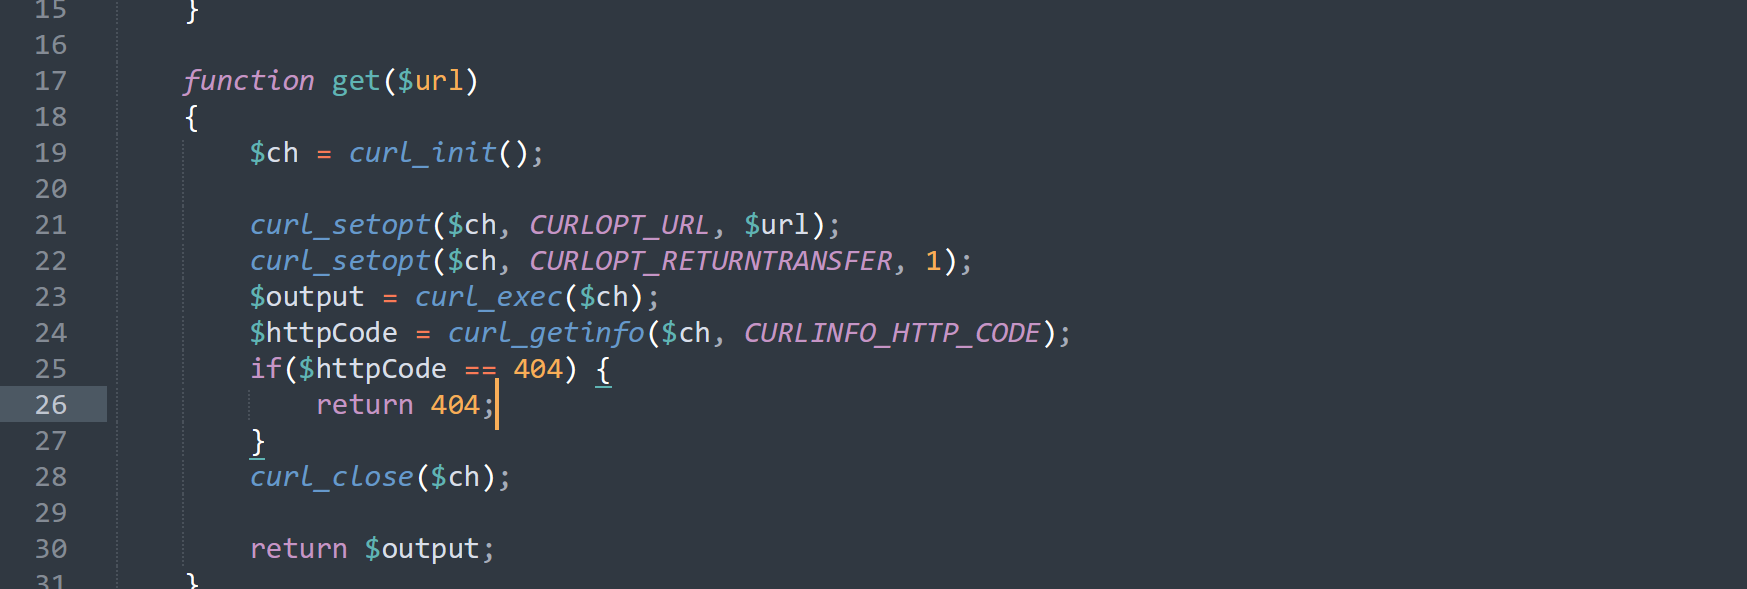 15 }
16
17 function get($url)
18 {
19 $ch = curl_init();
20
21 curl_setopt($ch, CURLOPT_URL, $url);
22 curl_setopt($ch, CURLOPT_RETURNTRANSFER, 1);
23 $output = curl_exec($ch);
24 $httpCode = curl_getinfo($ch, CURLINFO_HTTP_CODE);
25 if($httpCode == 404) {
26 return 404;
27 }
28 curl_close($ch);
29
30 return $output;
31 }